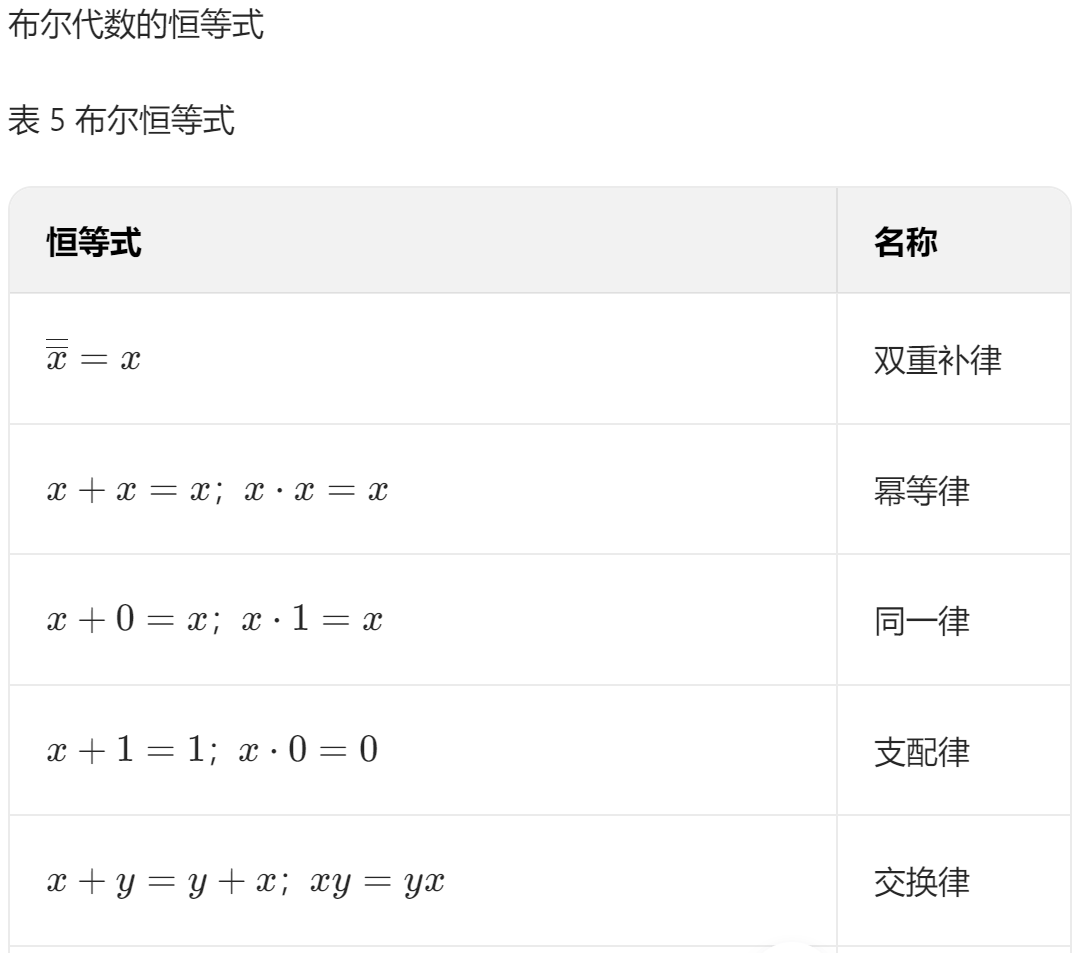 布尔代数的恒等式
表 5 布尔恒等式
恒等式 名称
x̿ = x 双重补律
x + x = x; x · x = x 幂等律
x + 0 = x; x · 1 = x 同一律
x + 1 = 1; x · 0 = 0 支配律
x + y = y + x; xy = yx 交换律